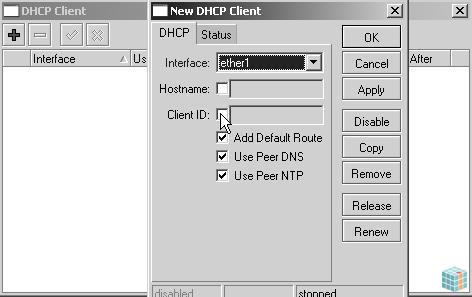 DHCP Client
New DHCP Client
Interface
Us
After
DHCP
Status
Interface:
ether1
Hostname:
Client ID:
Add Default Route
Use Peer DNS
Use Peer NTP
OK
Cancel
Apply
Disable
Copy
Remove
Release
Renew
disabled
stopped